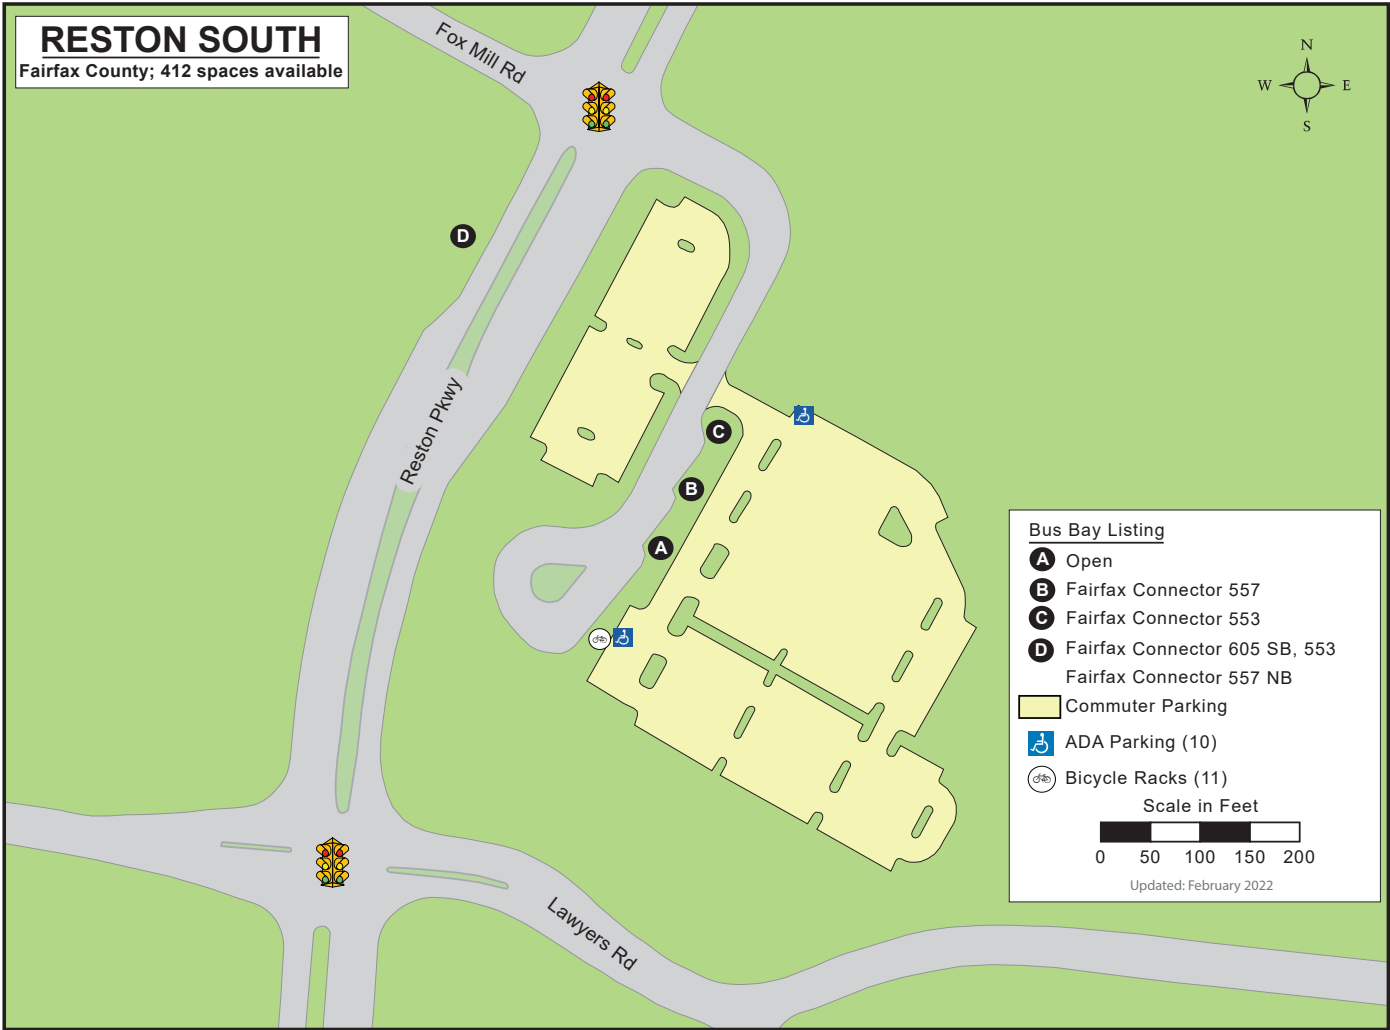 RESTON SOUTH
Fairfax County; 412 spaces available
Fox Mill Rd
N
W E
S
D
Reston Pkwy
C
B
A
Lawyers Rd
Bus Bay Listing
A Open
B Fairfax Connector 557
C Fairfax Connector 553
D Fairfax Connector 605 SB, 553
Fairfax Connector 557 NB
Commuter Parking
ADA Parking (10)
Bicycle Racks (11)
Scale in Feet
0 50 100 150 200
Updated: February 2022